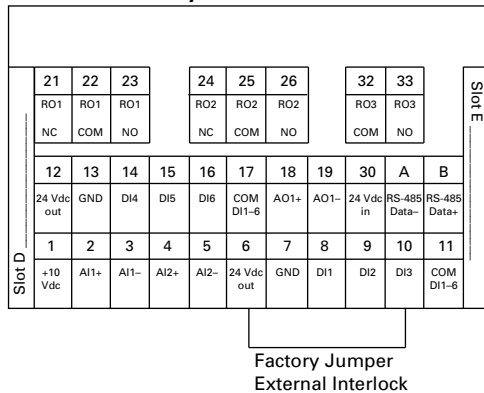 21 22 23 24 25 26 32 33
RO1 RO1 RO1 RO2 RO2 RO2 RO3 RO3
NC COM NO NC COM NO COM NO
12 13 14 15 16 17 18 19 30 A B
24 Vdc out GND DI4 DI5 DI6 COM DI1–6 AO1+ AO1– 24 Vdc in RS-485 Data– RS-485 Data+
1 2 3 4 5 6 7 8 9 10 11
+10 Vdc AI1+ AI1– AI2+ AI2– 24 Vdc out GND DI1 DI2 DI3 COM DI1–6
Slot D
Slot E
Factory Jumper
External Interlock